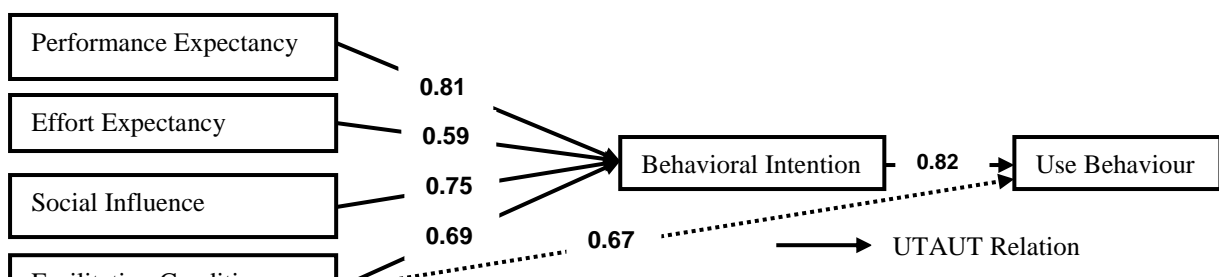 Performance Expectancy
0.81
Effort Expectancy
0.59
Behavioral Intention
0.82
Use Behaviour
Social Influence
0.75
0.69
0.67
UTAUT Relation